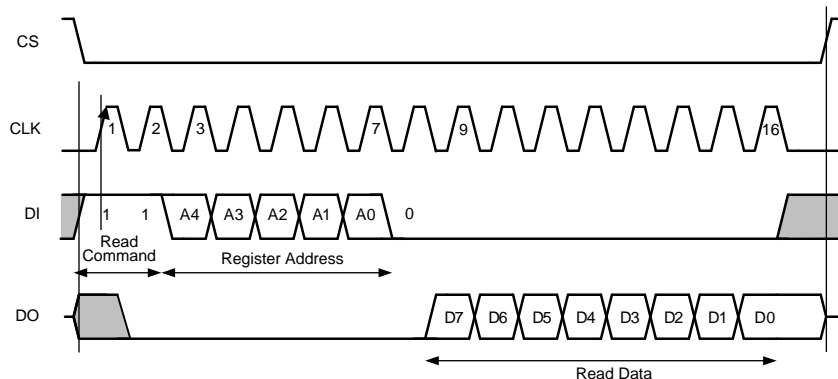 CS
CLK 1 2 3 7 9 16
DI 1 1 A4 A3 A2 A1 A0 0
Read
Command
Register Address
DO D7 D6 D5 D4 D3 D2 D1 D0
Read Data